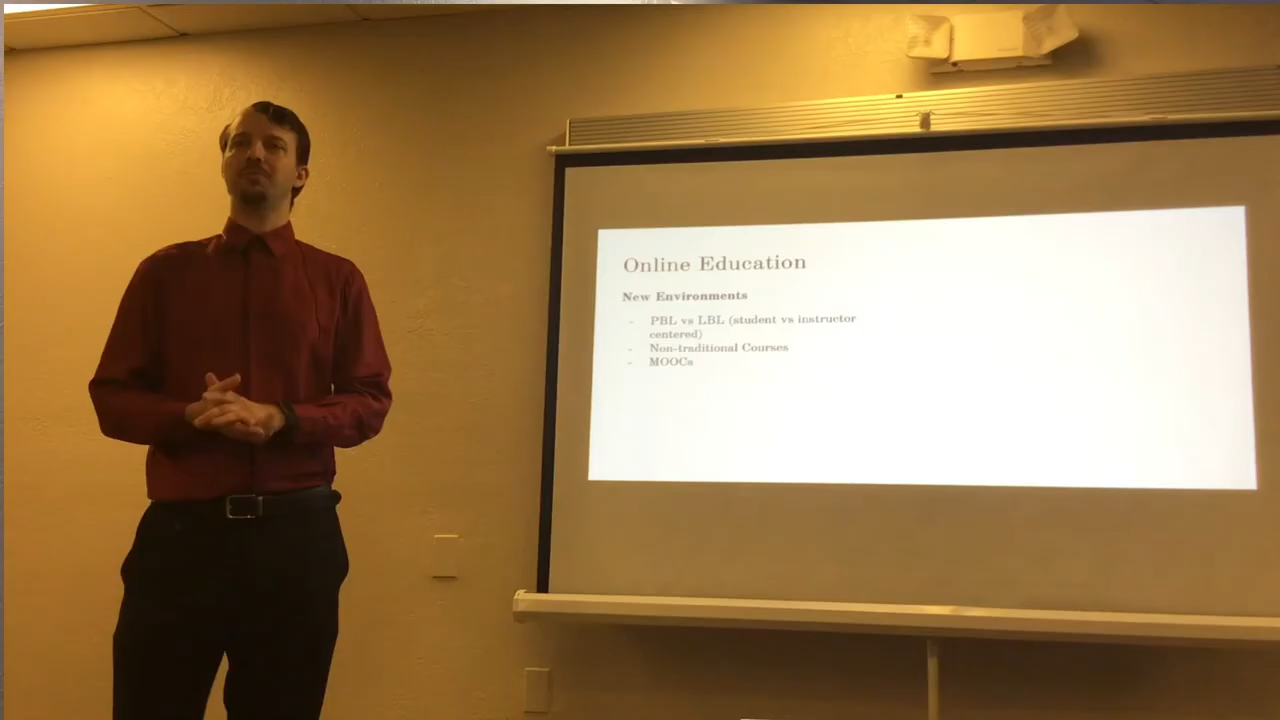 Online Education
New Environments
- PBL vs LBL (student vs instructor
centered)
- Non-traditional Courses
- MOOCs